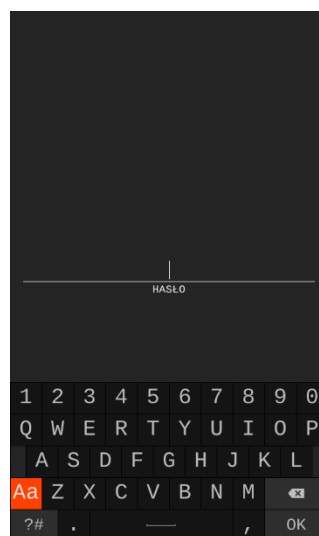 HASŁO
1 2 3 4 5 6 7 8 9 0
Q W E R T Y U I O P
A S D F G H J K L
Aa Z X C V B N M
?# . , OK